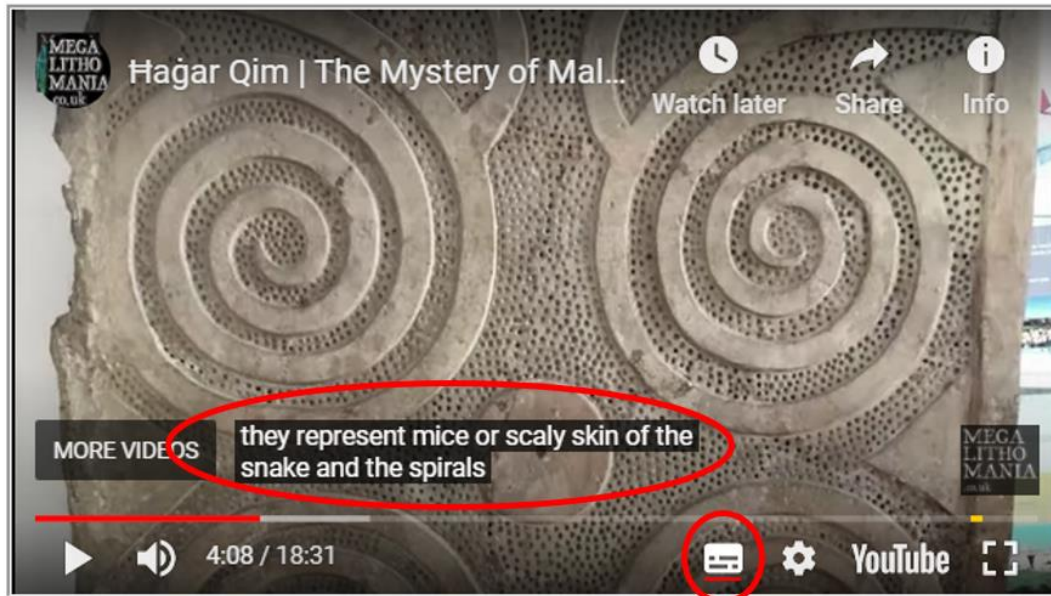 MEGA
LITHO
MANIA
.co.uk
Ħaġar Qim | The Mystery of Mal...
Watch later
Share
Info
MORE VIDEOS
they represent mice or scaly skin of the
snake and the spirals
MEGA
LITHO
MANIA
.co.uk
4:08 / 18:31
YouTube